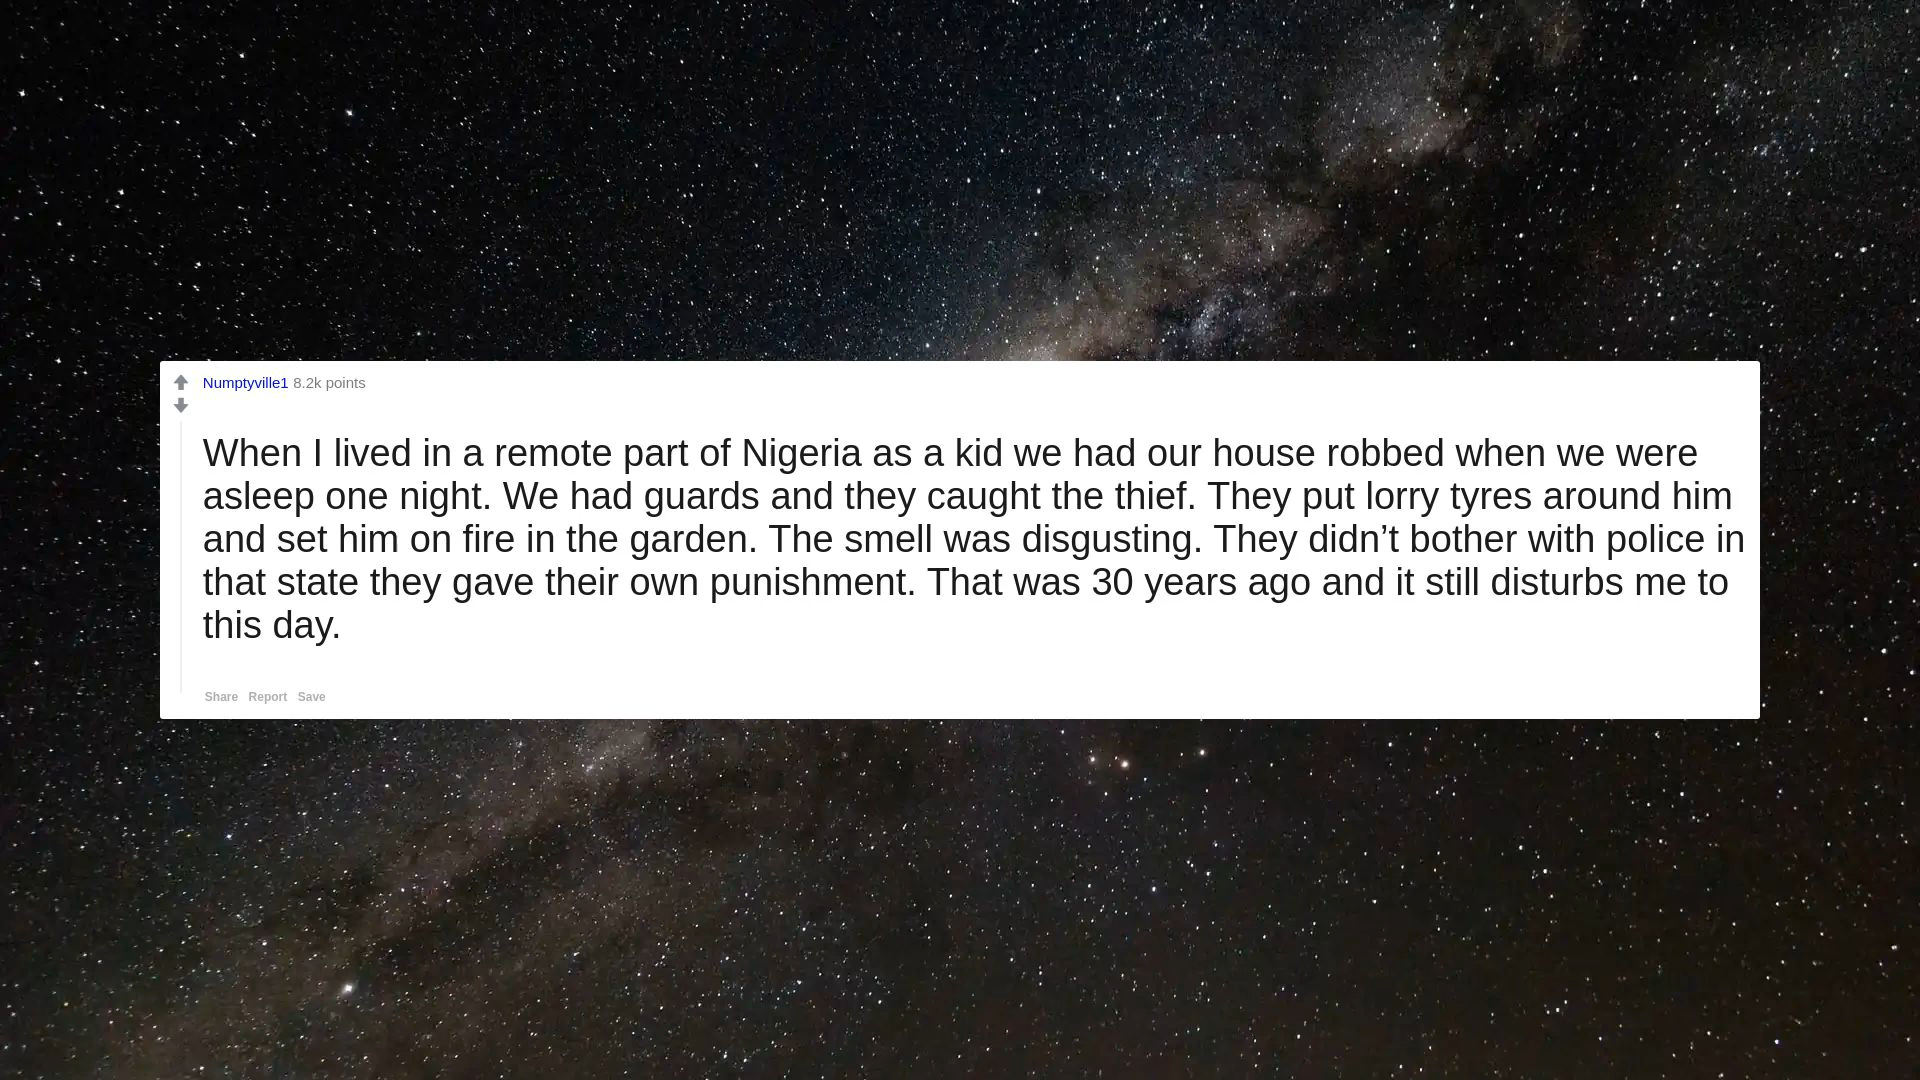 Numptyville1 8.2k points
When I lived in a remote part of Nigeria as a kid we had our house robbed when we were
asleep one night. We had guards and they caught the thief. They put lorry tyres around him
and set him on fire in the garden. The smell was disgusting. They didn’t bother with police in
that state they gave their own punishment. That was 30 years ago and it still disturbs me to
this day.
Share Report Save